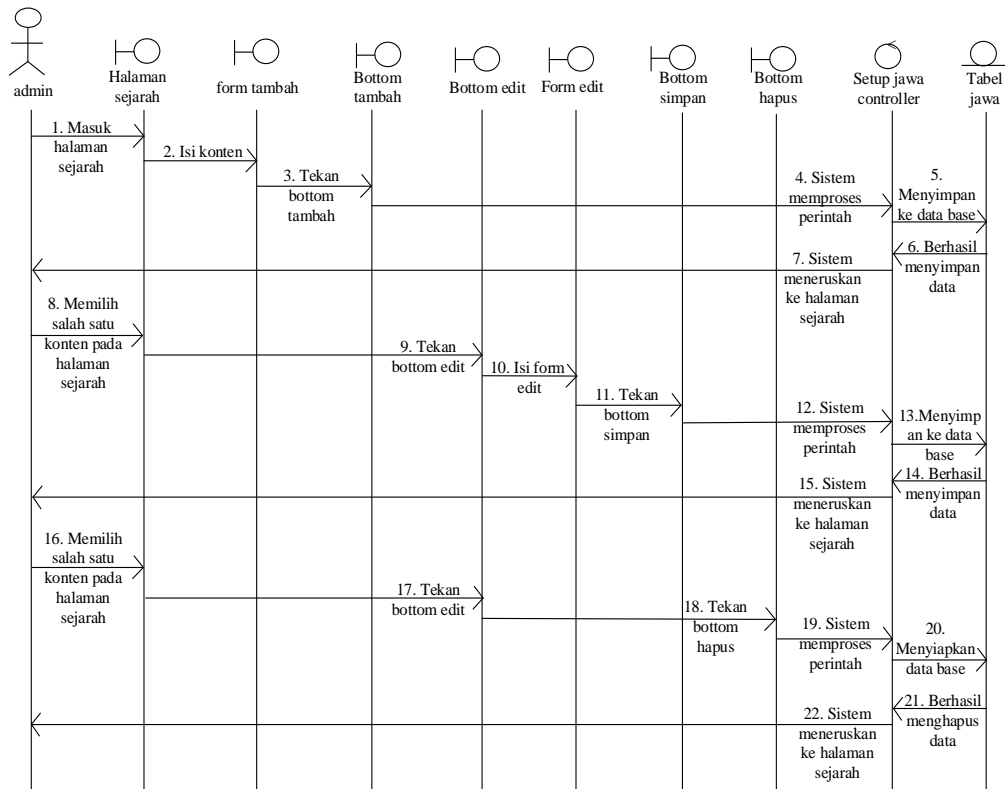 admin
Halaman
sejarah
form tambah
Bottom
tambah
Bottom edit
Form edit
Bottom
simpan
Bottom
hapus
Setup jawa
controller
Tabel
jawa
1. Masuk
halaman
sejarah
2. Isi konten
3. Tekan
bottom
tambah
4. Sistem
memproses
perintah
5.
Menyimpan
ke data base
6. Berhasil
menyimpan
data
7. Sistem
meneruskan
ke halaman
sejarah
8. Memilih
salah satu
konten pada
halaman
sejarah
9. Tekan
bottom edit
10. Isi form
edit
11. Tekan
bottom
simpan
12. Sistem
memproses
perintah
13.Menyimp
an ke data
base
14. Berhasil
menyimpan
data
15. Sistem
meneruskan
ke halaman
sejarah
16. Memilih
salah satu
konten pada
halaman
sejarah
17. Tekan
bottom edit
18. Tekan
bottom
hapus
19. Sistem
memproses
perintah
20.
Menyiapkan
data base
21. Berhasil
menghapus
data
22. Sistem
meneruskan
ke halaman
sejarah